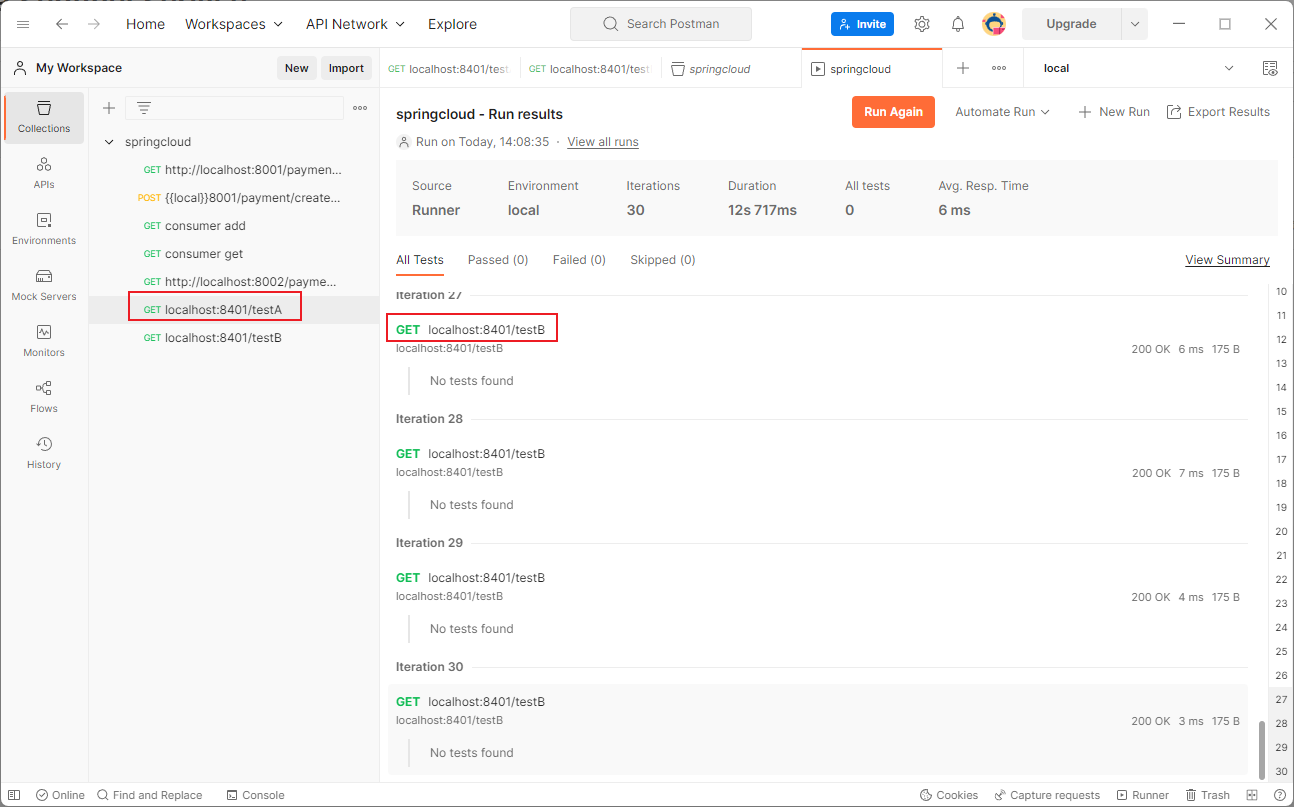 Home Workspaces API Network Explore Search Postman Invite Upgrade
My Workspace New Import GET localhost:8401/test GET localhost:8401/test springcloud springcloud local
Collections
APIs
Environments
Mock Servers
Monitors
Flows
History
springcloud
GET http://localhost:8001/paymen...
POST {{local}}8001/payment/create...
GET consumer add
GET consumer get
GET http://localhost:8002/payme...
GET localhost:8401/testA
GET localhost:8401/testB
springcloud - Run results Run Again Automate Run New Run Export Results
Run on Today, 14:08:35 · View all runs
Source Environment Iterations Duration All tests Avg. Resp. Time
Runner local 30 12s 717ms 0 6 ms
All Tests Passed (0) Failed (0) Skipped (0) View Summary
Iteration 27
GET localhost:8401/testB
localhost:8401/testB 200 OK 6 ms 175 B
No tests found
Iteration 28
GET localhost:8401/testB
localhost:8401/testB 200 OK 7 ms 175 B
No tests found
Iteration 29
GET localhost:8401/testB
localhost:8401/testB 200 OK 4 ms 175 B
No tests found
Iteration 30
GET localhost:8401/testB
localhost:8401/testB 200 OK 3 ms 175 B
No tests found
10
11
12
13
14
15
16
17
18
19
20
21
22
23
24
25
26
27
28
29
30
Online Find and Replace Console Cookies Capture requests Runner Trash